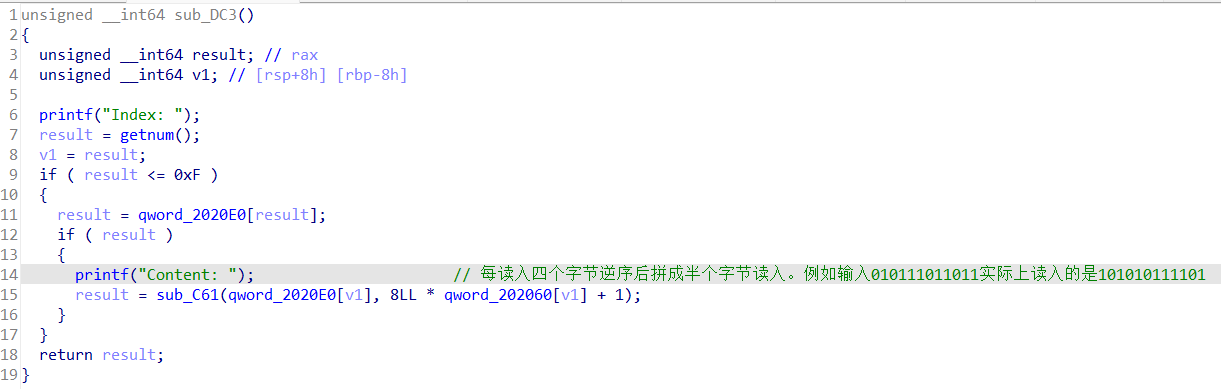 1 unsigned __int64 sub_DC3()
2 {
3 unsigned __int64 result; // rax
4 unsigned __int64 v1; // [rsp+8h] [rbp-8h]
5
6 printf("Index: ");
7 result = getnum();
8 v1 = result;
9 if ( result <= 0xF )
10 {
11 result = qword_2020E0[result];
12 if ( result )
13 {
14 printf("Content: "); // 每读入四个字节逆序后拼成半个字节读入。例如输入010111011011实际上读入的是101010111101
15 result = sub_C61(qword_2020E0[v1], 8LL * qword_202060[v1] + 1);
16 }
17 }
18 return result;
19 }